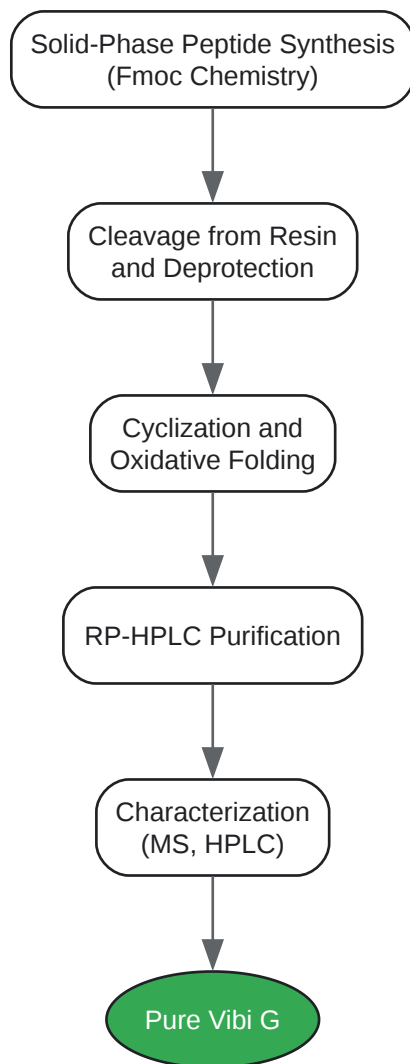 Solid-Phase Peptide Synthesis
(Fmoc Chemistry)
Cleavage from Resin
and Deprotection
Cyclization and
Oxidative Folding
RP-HPLC Purification
Characterization
(MS, HPLC)
Pure Vibi G